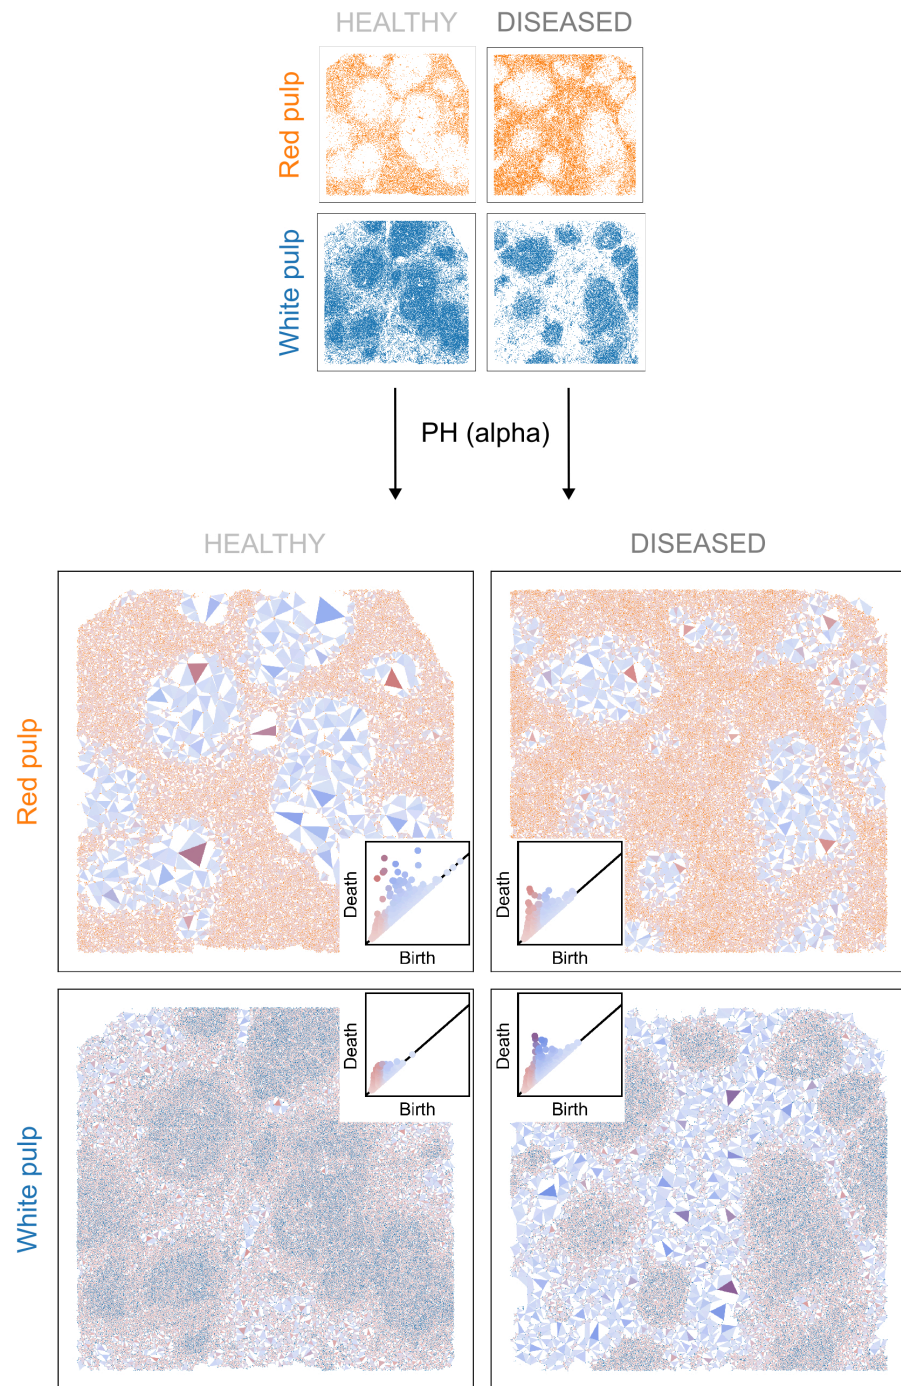 HEALTHY DISEASED
Red pulp
White pulp
PH (alpha)
HEALTHY DISEASED
Red pulp
Death
Birth
Death
Birth
White pulp
Death
Birth
Death
Birth